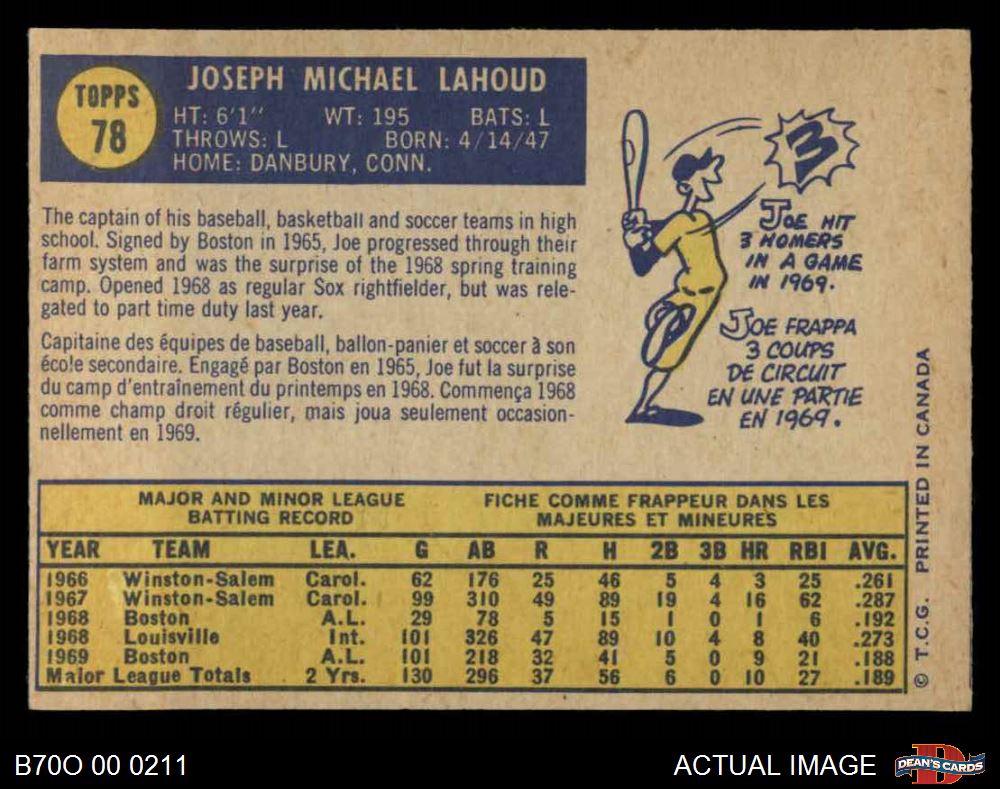 TOPPS
78
JOSEPH MICHAEL LAHOUD
HT: 6'1" WT: 195 BATS: L
THROWS: L BORN: 4/14/47
HOME: DANBURY, CONN.
The captain of his baseball, basketball and soccer teams in high
school. Signed by Boston in 1965, Joe progressed through their
farm system and was the surprise of the 1968 spring training
camp. Opened 1968 as regular Sox rightfielder, but was rele-
gated to part time duty last year.
Capitaine des équipes de baseball, ballon-panier et soccer à son
école secondaire. Engagé par Boston en 1965, Joe fut la surprise
du camp d'entraînement du printemps en 1968. Commença 1968
comme champ droit régulier, mais joua seulement occasion-
nellement en 1969.
3
JOE HIT
3 HOMERS
IN A GAME
IN 1969.
JOE FRAPPA
3 COUPS
DE CIRCUIT
EN UNE PARTIE
EN 1969.
MAJOR AND MINOR LEAGUE
BATTING RECORD
FICHE COMME FRAPPEUR DANS LES
MAJEURES ET MINEURES
YEAR TEAM LEA. G AB R H 2B 3B HR RBI AVG.
1966 Winston-Salem Carol. 62 176 25 46 5 4 3 25 .261
1967 Winston-Salem Carol. 99 310 49 89 19 4 16 62 .287
1968 Boston A.L. 29 78 5 15 1 0 1 6 .192
1968 Louisville Int. 101 326 47 89 10 4 8 40 .273
1969 Boston A.L. 101 218 32 41 5 0 9 21 .188
Major League Totals 2 Yrs. 130 296 37 56 6 0 10 27 .189
© T.C.G. PRINTED IN CANADA
B70O 00 0211
ACTUAL IMAGE
DEAN'S CARDS